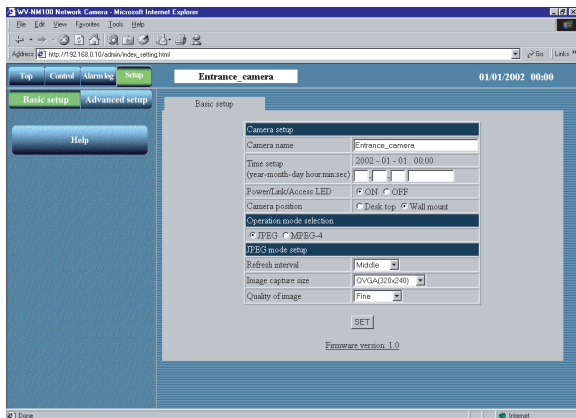 WV-NM100 Network Camera - Microsoft Internet Explorer
File Edit View Favorites Tools Help
Address http://192.168.0.10/admin/index_setting.html Go Links »
Top Control Alarm log Setup Entrance_camera 01/01/2002 00:00
Basic setup Advanced setup
Help
Basic setup
Camera setup
Camera name Entrance_camera
Time setup 2002 - 01 - 01 00:00
(year-month-day hour:min:sec) - -
Power/Link/Access LED ON OFF
Camera position Desk top Wall mount
Operation mode selection
JPEG MPEG-4
JPEG mode setup
Refresh interval Middle
Image capture size QVGA(320x240)
Quality of image Fine
SET
Firmware version: 1.0
Done Internet